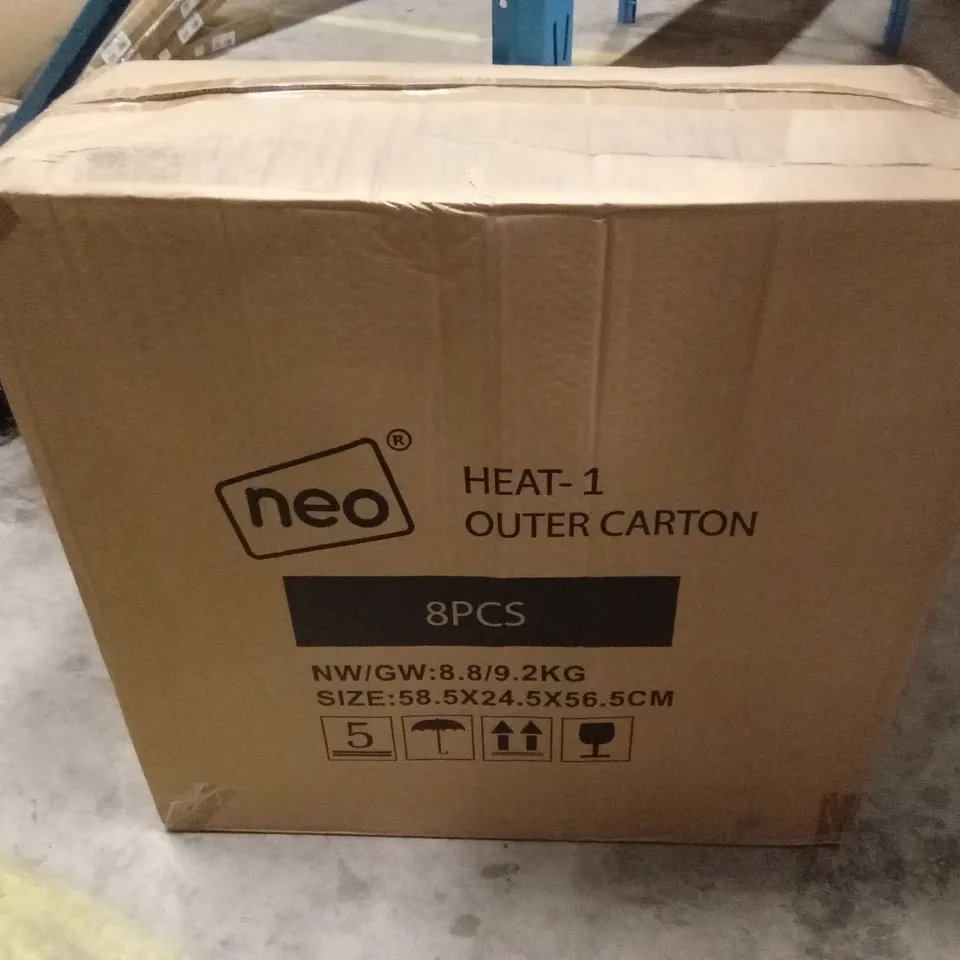 neo®
HEAT- 1
OUTER CARTON
8PCS
NW/GW:8.8/9.2KG
SIZE:58.5X24.5X56.5CM
5